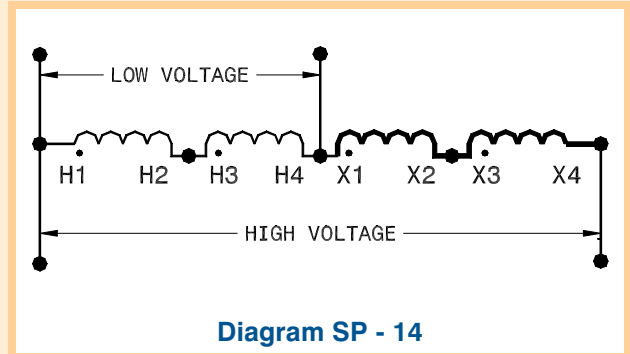 LOW VOLTAGE
H1 H2 H3 H4 X1 X2 X3 X4
HIGH VOLTAGE
Diagram SP - 14